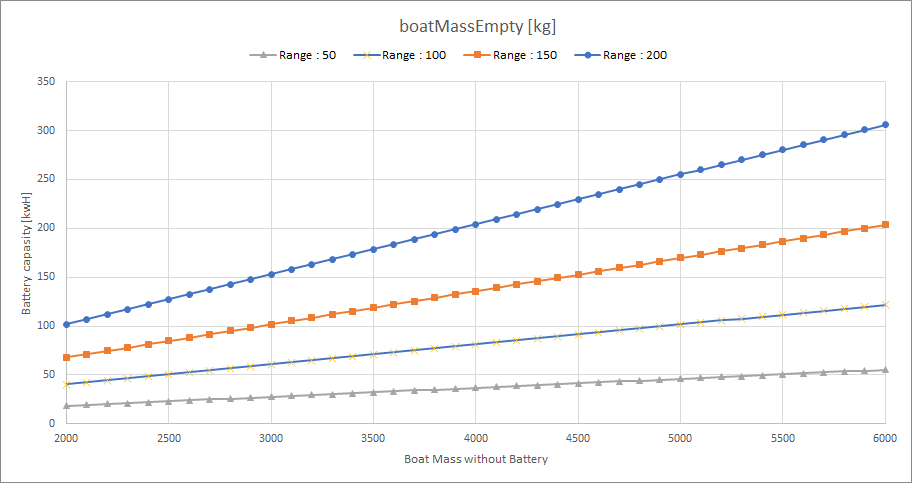 boatMassEmpty [kg]
Range : 50 Range : 100 Range : 150 Range : 200
350
300
250
200
150
100
50
0
Battery capasity [kwH]
2000 2500 3000 3500 4000 4500 5000 5500 6000
Boat Mass without Battery